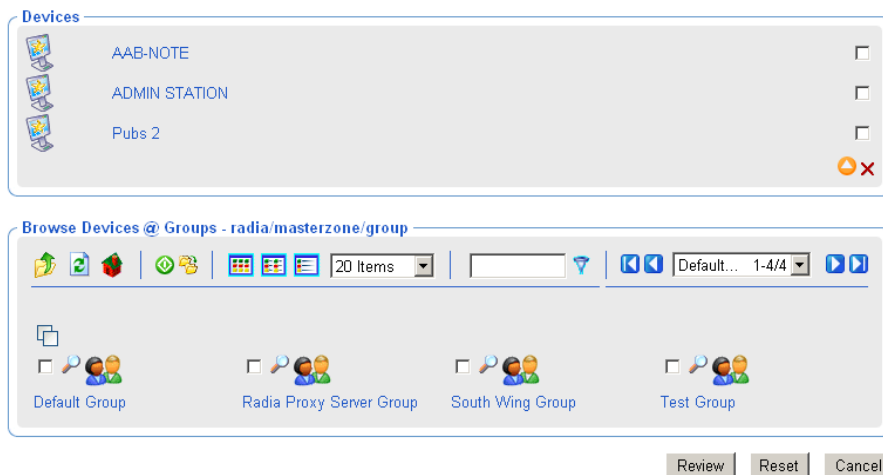 Devices
AAB-NOTE
ADMIN STATION
Pubs 2
Browse Devices @ Groups - radia/masterzone/group
20 Items Default... 1-4/4
Default Group Radia Proxy Server Group South Wing Group Test Group
Review Reset Cancel